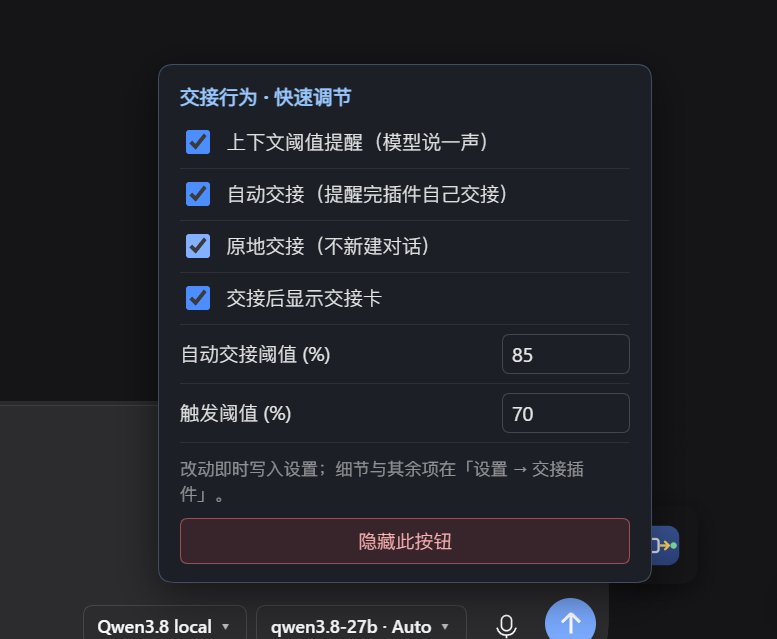 交接行为 · 快速调节
上下文阈值提醒（模型说一声）
自动交接（提醒完插件自己交接）
原地交接（不新建对话）
交接后显示交接卡
自动交接阈值 (%)
85
触发阈值 (%)
70
改动即时写入设置；细节与其余项在「设置 → 交接插
件」。
隐藏此按钮
Qwen3.8 local
qwen3.8-27b · Auto